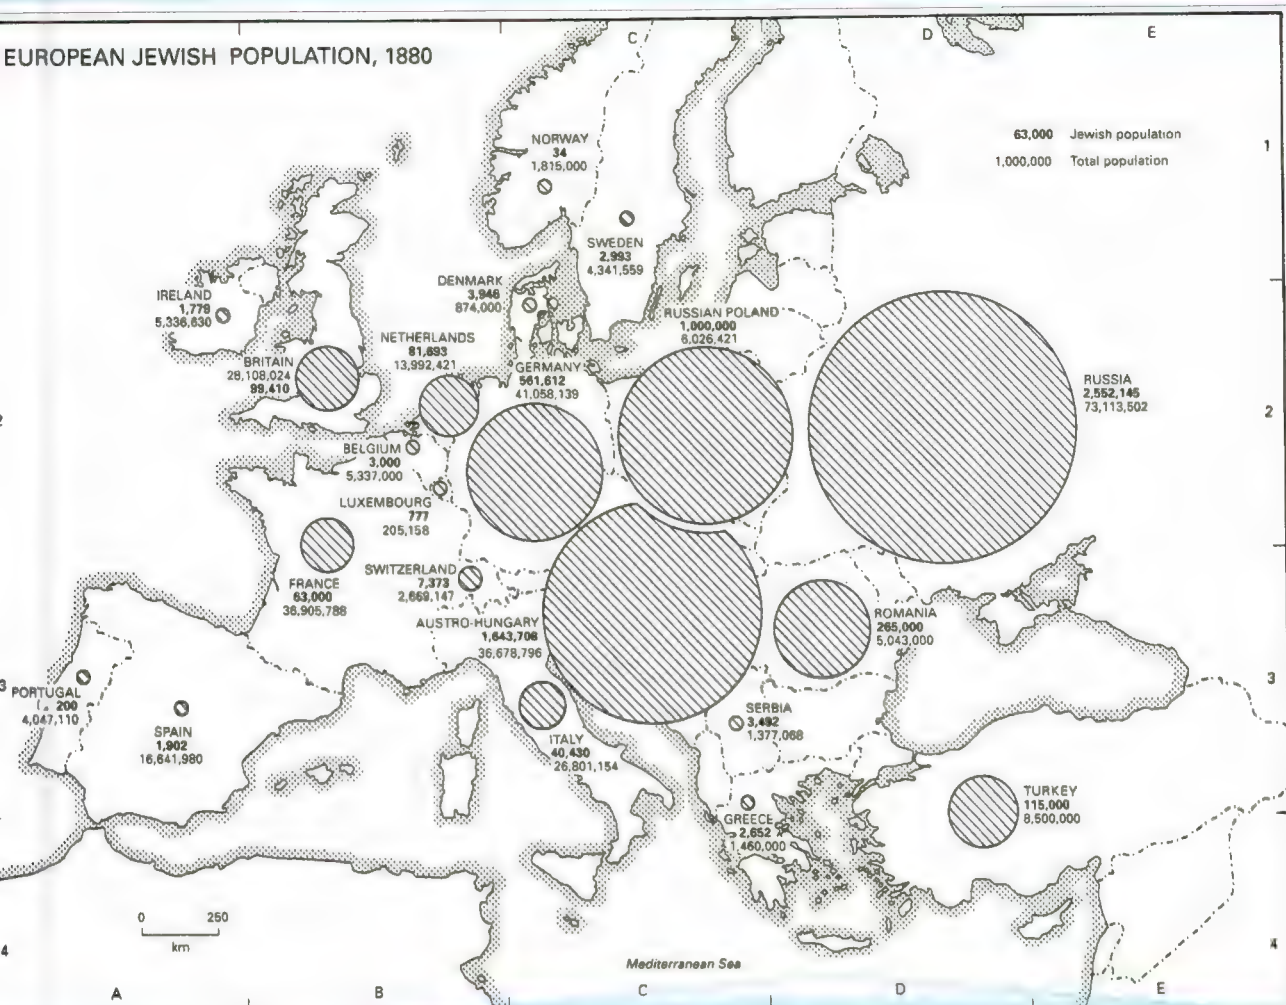 EUROPEAN JEWISH POPULATION, 1880
C
D
E
63,000 Jewish population
1,000,000 Total population
1
NORWAY
34
1,815,000
SWEDEN
2,993
4,341,559
DENMARK
3,946
874,000
IRELAND
1,779
5,336,630
RUSSIAN POLAND
1,000,000
6,026,421
NETHERLANDS
81,693
13,992,421
BRITAIN
28,108,024
99,410
GERMANY
561,612
41,058,139
RUSSIA
2,552,145
73,113,502
2
2
BELGIUM
3,000
5,337,000
LUXEMBOURG
777
205,158
SWITZERLAND
7,373
2,669,147
FRANCE
63,000
36,905,788
AUSTRO-HUNGARY
1,643,708
36,678,796
ROMANIA
265,000
5,043,000
3
3
PORTUGAL
200
4,047,110
SPAIN
1,902
16,641,980
SERBIA
3,492
1,377,068
ITALY
40,430
26,801,154
TURKEY
115,000
8,500,000
GREECE
2,652
1,460,000
0 250
km
4
4
Mediterranean Sea
A
B
C
D
E